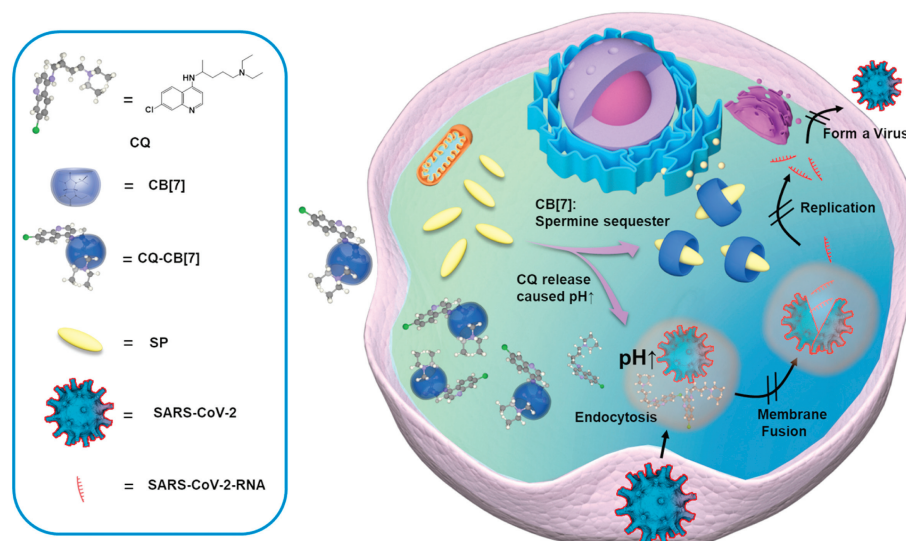 HN
N
Cl
N
=
CQ
= CB[7]
= CQ-CB[7]
= SP
= SARS-CoV-2
= SARS-CoV-2-RNA
Form a Virus
Replication
CB[7]:
Spermine sequester
CQ release
caused pH↑
pH↑
Endocytosis
Membrane
Fusion